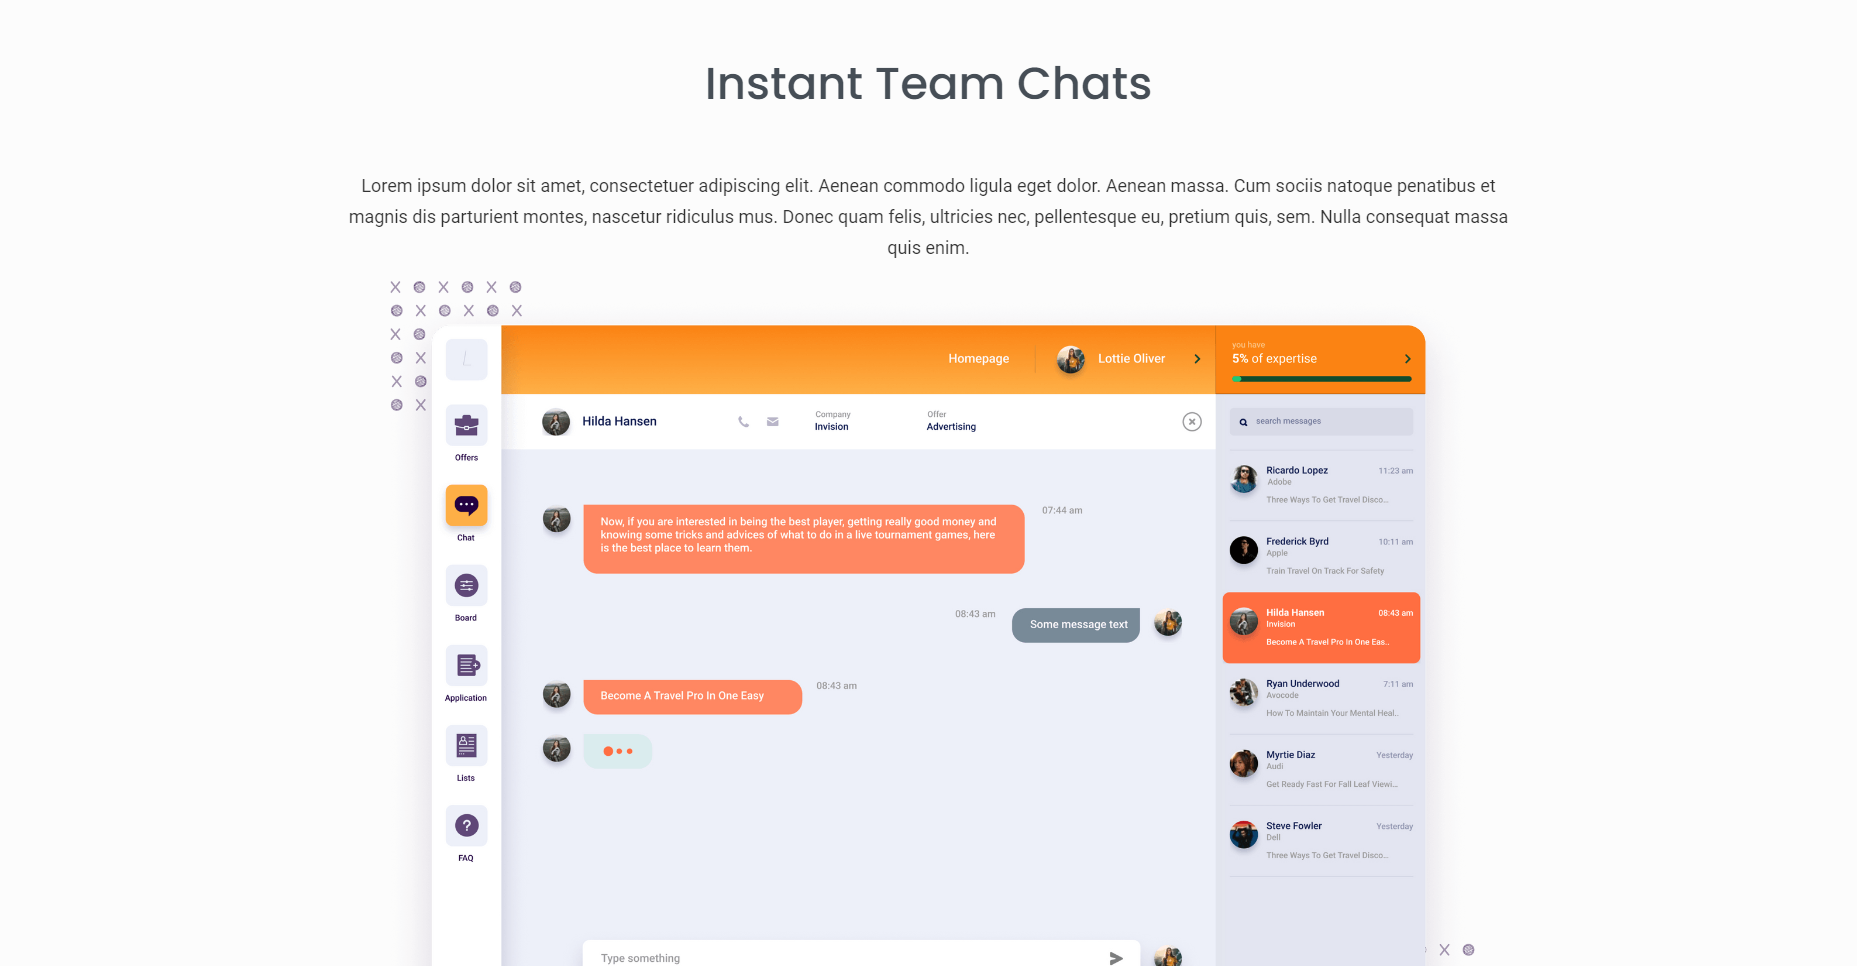 Instant Team Chats
Lorem ipsum dolor sit amet, consectetuer adipiscing elit. Aenean commodo ligula eget dolor. Aenean massa. Cum sociis natoque penatibus et
magnis dis parturient montes, nascetur ridiculus mus. Donec quam felis, ultricies nec, pellentesque eu, pretium quis, sem. Nulla consequat massa
quis enim.
L
Offers
Chat
Board
Application
Lists
FAQ
Homepage
Lottie Oliver
you have
5% of expertise
Hilda Hansen
Company
Invision
Offer
Advertising
Now, if you are interested in being the best player, getting really good money and
knowing some tricks and advices of what to do in a live tournament games, here
is the best place to learn them.
07:44 am
08:43 am
Some message text
Become A Travel Pro In One Easy
08:43 am
Type something
search messages
Ricardo Lopez
11:23 am
Adobe
Three Ways To Get Travel Disco...
Frederick Byrd
10:11 am
Apple
Train Travel On Track For Safety
Hilda Hansen
08:43 am
Invision
Become A Travel Pro In One Eas..
Ryan Underwood
7:11 am
Avocode
How To Maintain Your Mental Heal..
Myrtie Diaz
Yesterday
Audi
Get Ready Fast For Fall Leaf Viewi...
Steve Fowler
Yesterday
Dell
Three Ways To Get Travel Disco...